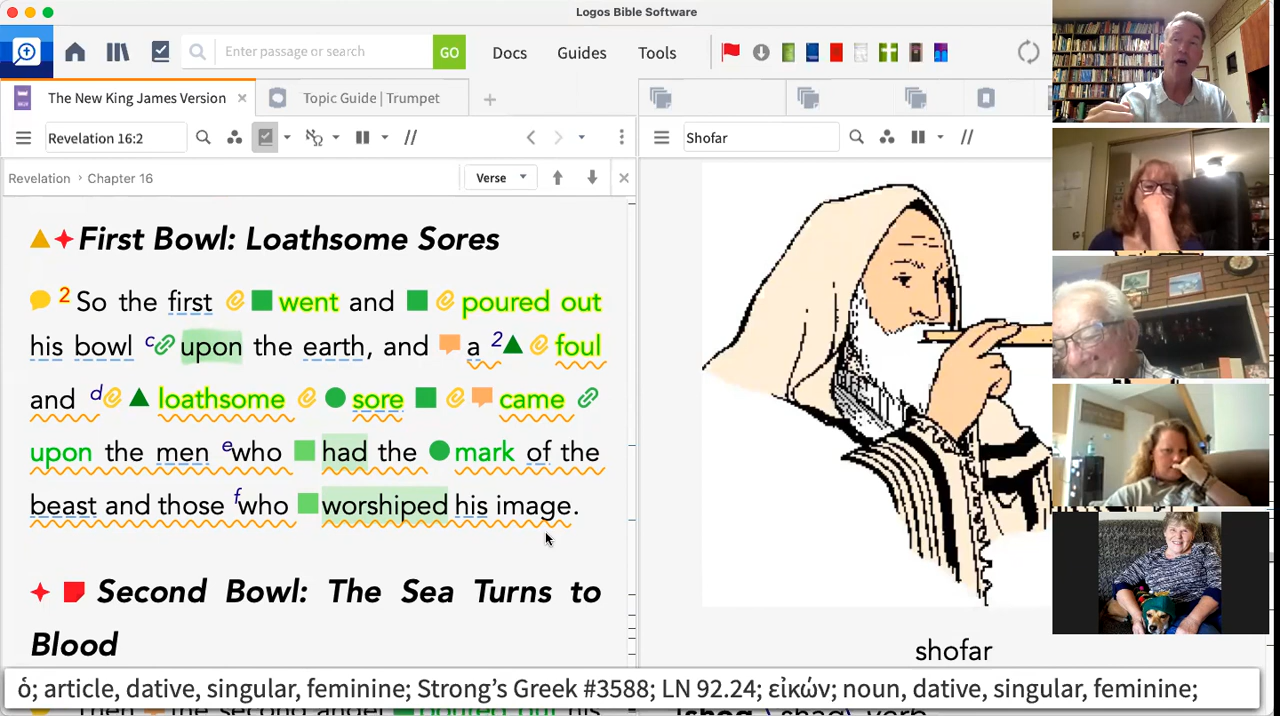 Logos Bible Software
Enter passage or search
GO
Docs
Guides
Tools
The New King James Version
Topic Guide | Trumpet
Revelation 16:2
Shofar
Revelation › Chapter 16
Verse
First Bowl: Loathsome Sores
2 So the first went and poured out
his bowl c upon the earth, and a 2 foul
and d loathsome sore came
upon the men e who had the mark of the
beast and those f who worshiped his image.
Second Bowl: The Sea Turns to
Blood
shofar
ὁ; article, dative, singular, feminine; Strong's Greek #3588; LN 92.24; εἰκών; noun, dative, singular, feminine;